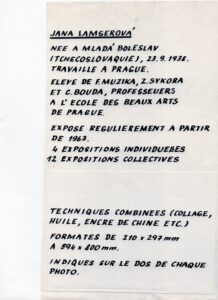 JANA LAMGEROVÁ
NEE A MLADÁ BOLESLAV
(TCHECOSLOVAQUIE), 23.9.1938.
TRAVAILLE A PRAGUE.
ELEVE DE F. MUZIKA, Z. SYKORA
ET C. BOUDA, PROFESSEURS
A L'ECOLE DES BEAUX ARTS
DE PRAGUE.
EXPOSE REGULIEREMENT A PARTIR
DE 1963.
4 EXPOSITIONS INDIVIDUELLES
12 EXPOSITIONS COLLECTIVES
TECHNIQUES COMBINEES (COLLAGE,
HUILE, ENCRE DE CHINE ETC.)
FORMATES DE 210 x 297 mm
A 594 x 800 mm.
INDIQUES SUR LE DOS DE CHAQUE
PHOTO.